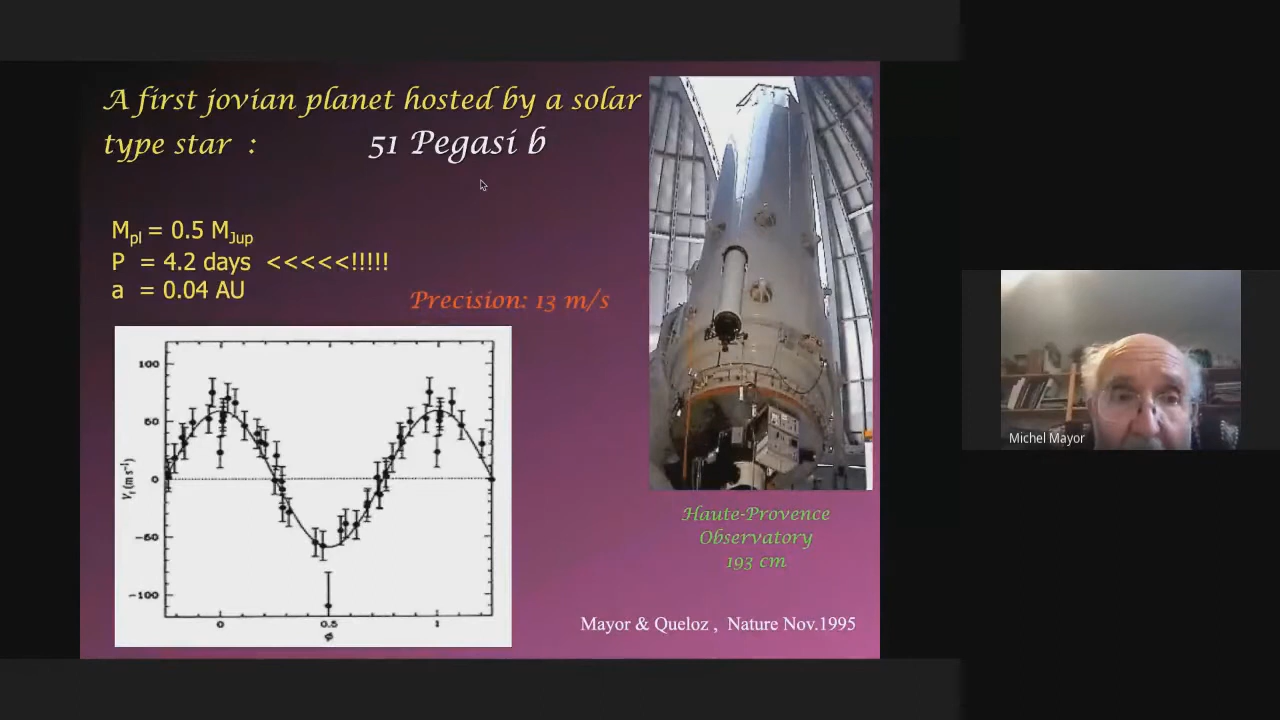 A first jovian planet hosted by a solar
type star : 51 Pegasi b
Mpl = 0.5 MJup
P = 4.2 days <<<<<!!!!!
a = 0.04 AU
Precision: 13 m/s
100
50
0
-50
-100
Vr (m s⁻¹)
0 0.5 1
φ
Haute-Provence
Observatory
193 cm
Mayor & Queloz , Nature Nov.1995
Michel Mayor